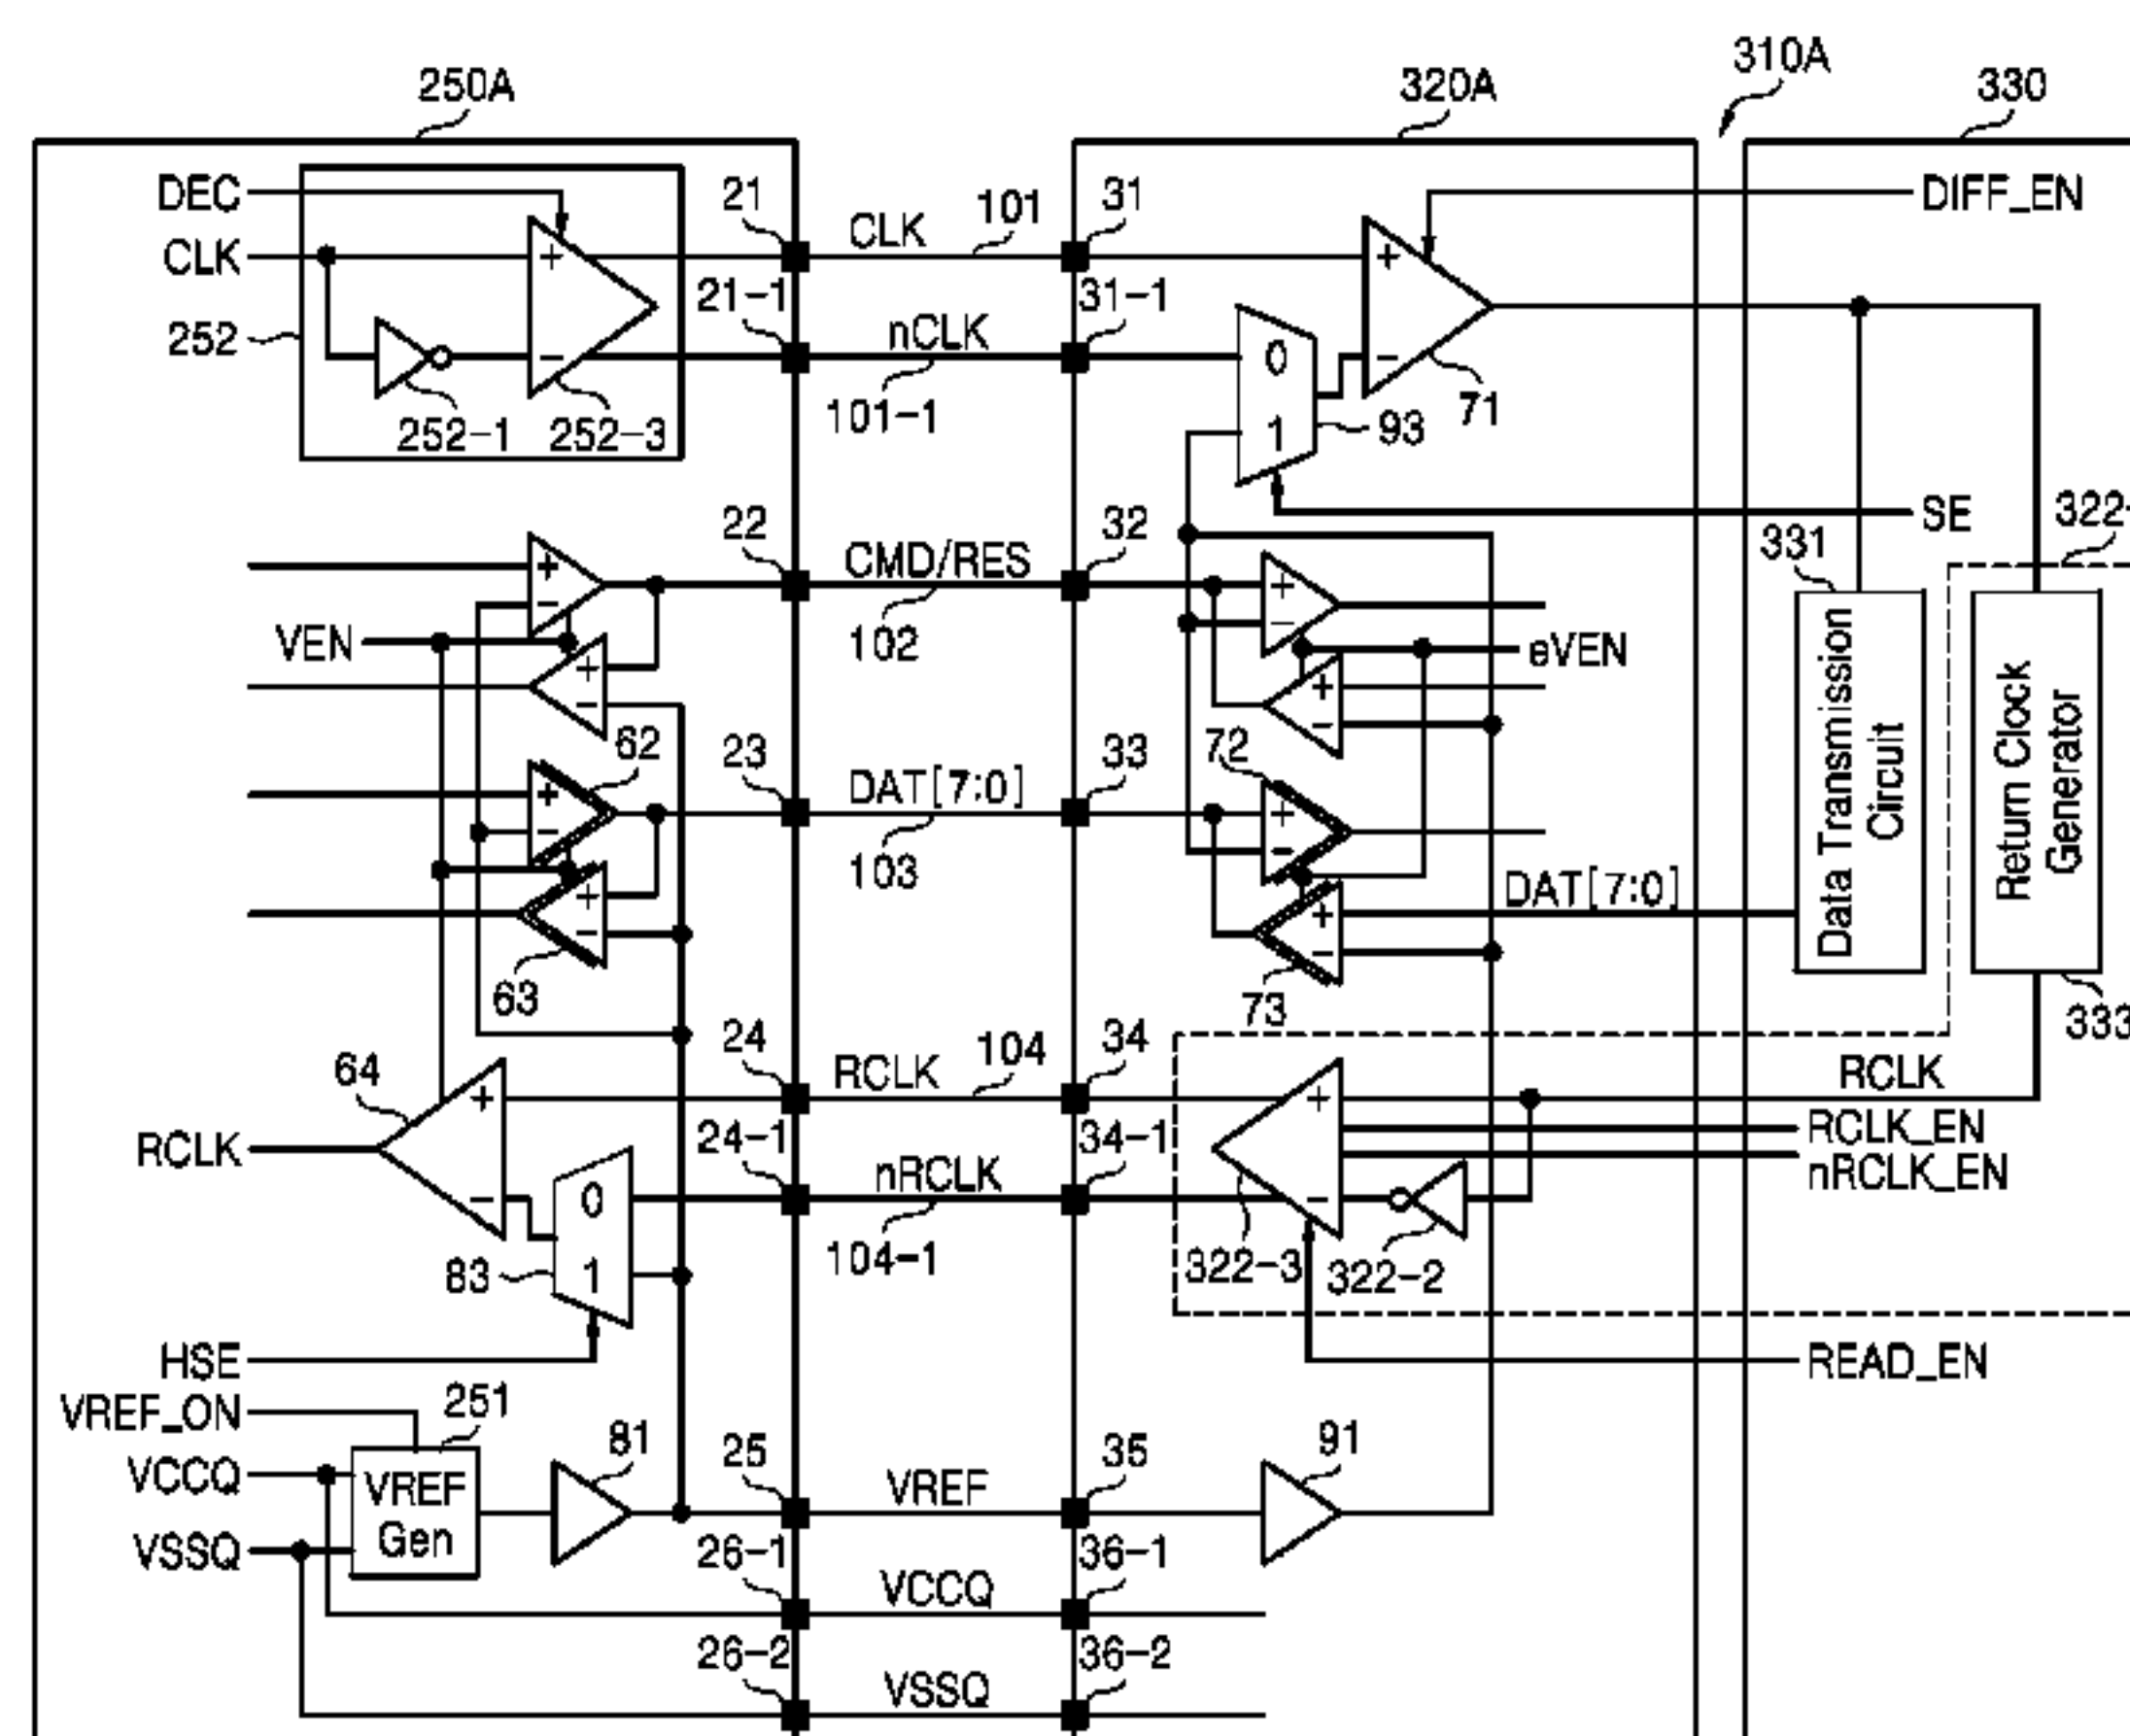 250A
320A
310A
330
DEC
21
CLK
101
31
DIFF_EN
CLK
+
+
21-1
31-1
252
nCLK
0
-
-
252-1
252-3
101-1
1
93
71
22
CMD/RES
32
SE
322-
331
+
+
-
-
VEN
102
eVEN
+
+
-
-
62
23
DAT[7:0]
33
72
+
+
-
-
103
DAT[7:0]
+
+
-
-
63
73
Data Transmission
Circuit
Return Clock
Generator
333
64
24
RCLK
104
34
RCLK
+
+
RCLK_EN
RCLK
24-1
34-1
nRCLK_EN
nRCLK
-
0
-
83
1
104-1
322-3
322-2
HSE
READ_EN
VREF_ON
251
81
25
35
91
VCCQ
VREF
Gen
VREF
VSSQ
26-1
36-1
VCCQ
26-2
36-2
VSSQ